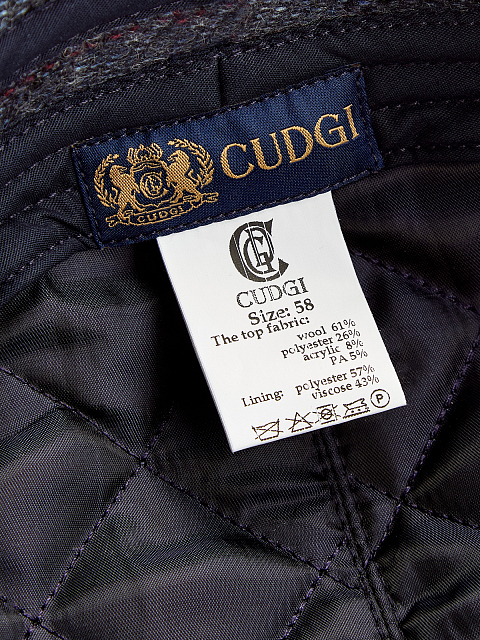 CUDGI
CUDGI
CUDGI
Size: 58
The top fabric:
wool 61%
polyester 26%
acrylic 8%
PA 5%
Lining: polyester 57%
viscose 43%
P